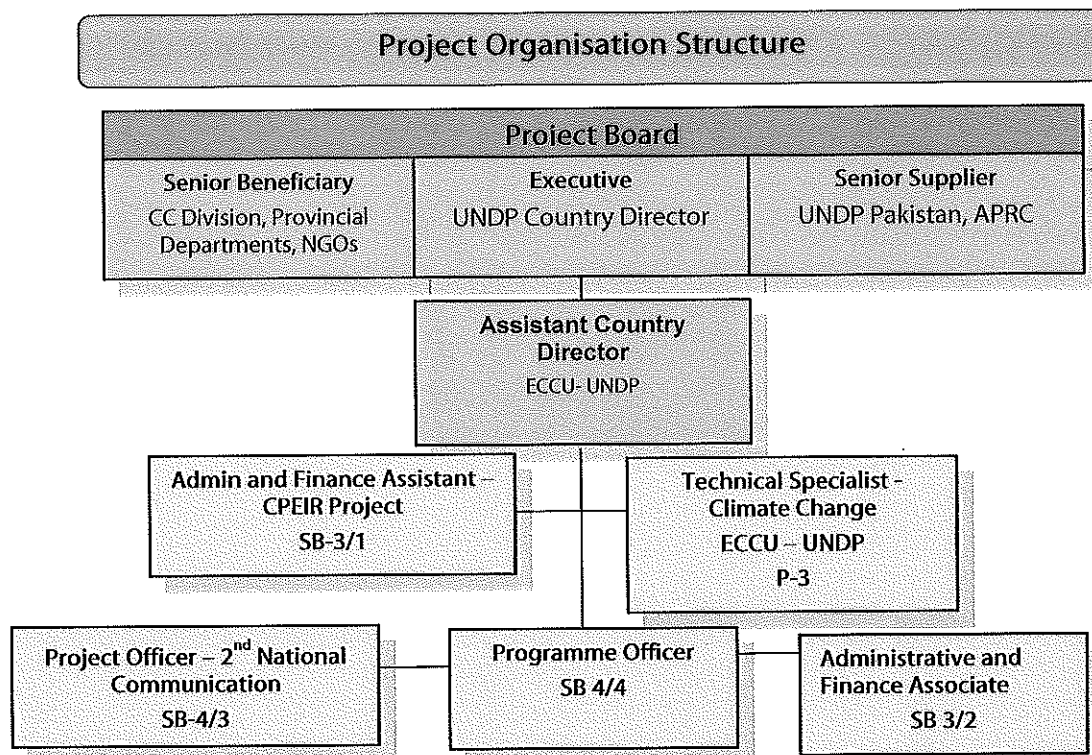 Project Organisation Structure
Project Board
Senior Beneficiary
CC Division, Provincial
Departments, NGOs
Executive
UNDP Country Director
Senior Supplier
UNDP Pakistan, APRC
Assistant Country
Director
ECCU- UNDP
Admin and Finance Assistant –
CPEIR Project
SB-3/1
Technical Specialist -
Climate Change
ECCU – UNDP
P-3
Project Officer – 2nd National
Communication
SB-4/3
Programme Officer
SB 4/4
Administrative and
Finance Associate
SB 3/2